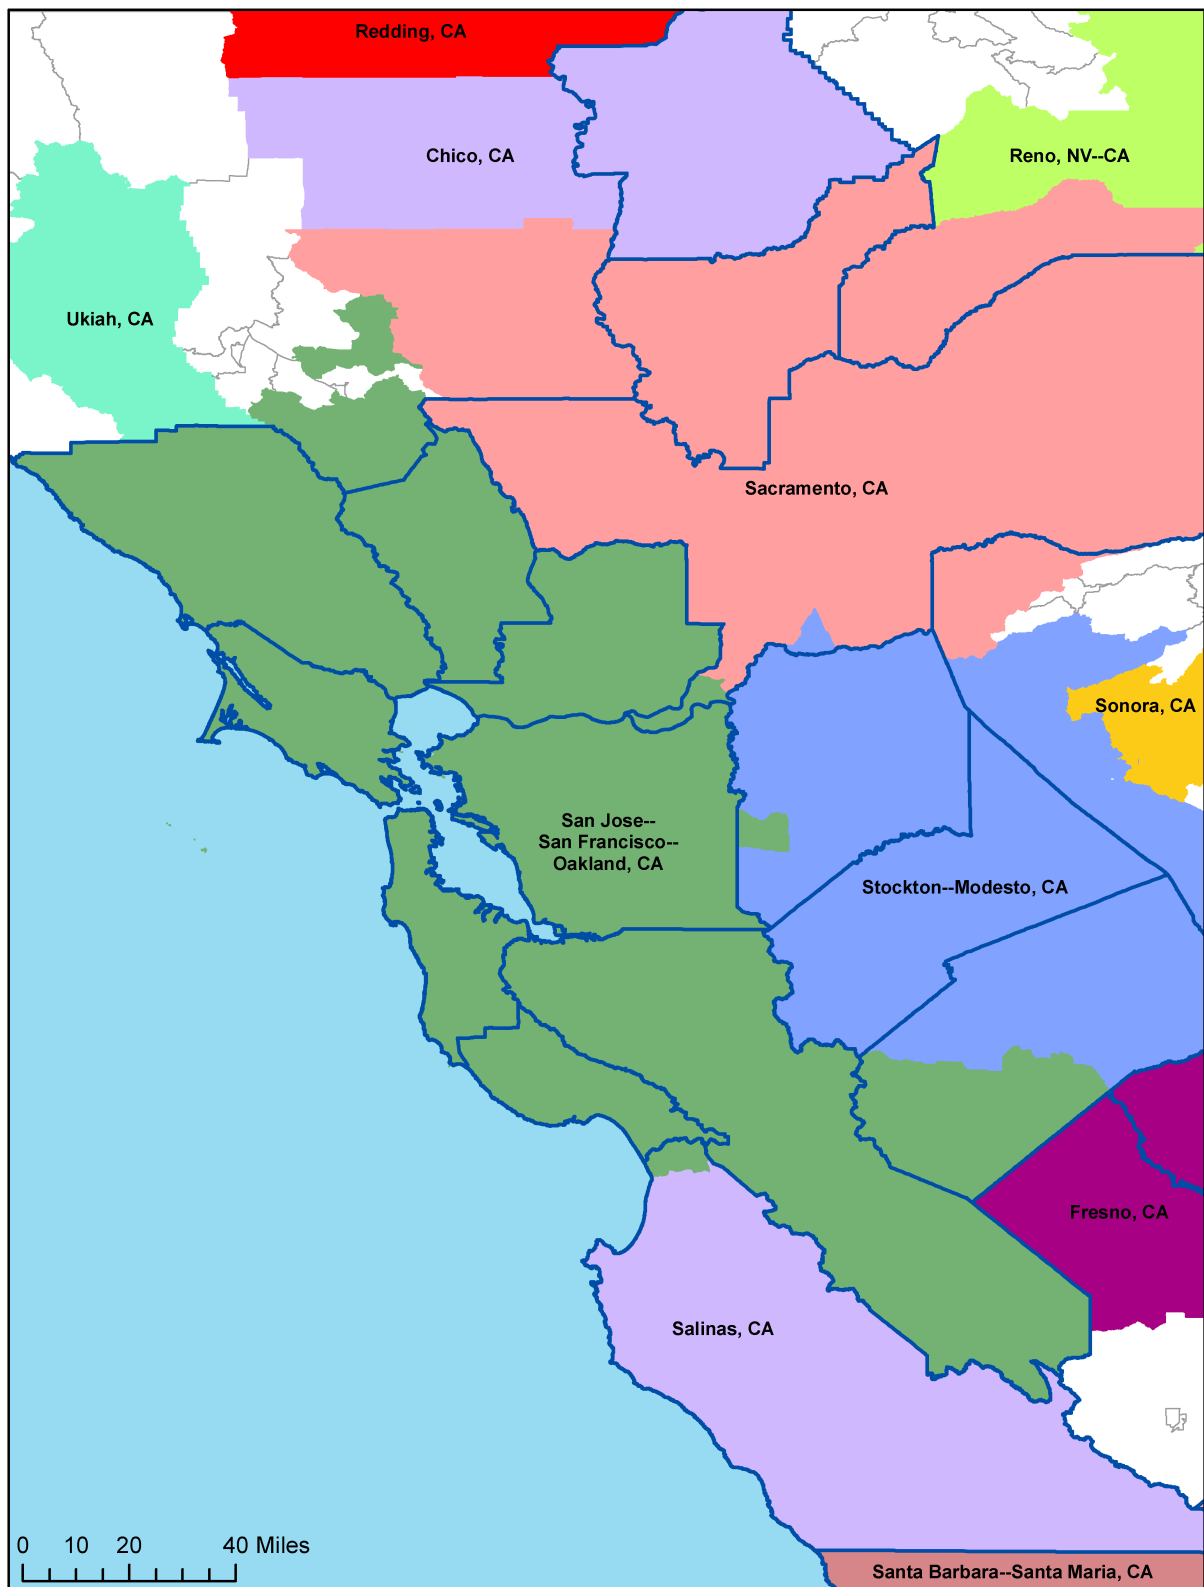 Redding, CA
Chico, CA
Reno, NV--CA
Ukiah, CA
Sacramento, CA
Sonora, CA
San Jose--
San Francisco--
Oakland, CA
Stockton--Modesto, CA
Fresno, CA
Salinas, CA
0 10 20 40 Miles
Santa Barbara--Santa Maria, CA